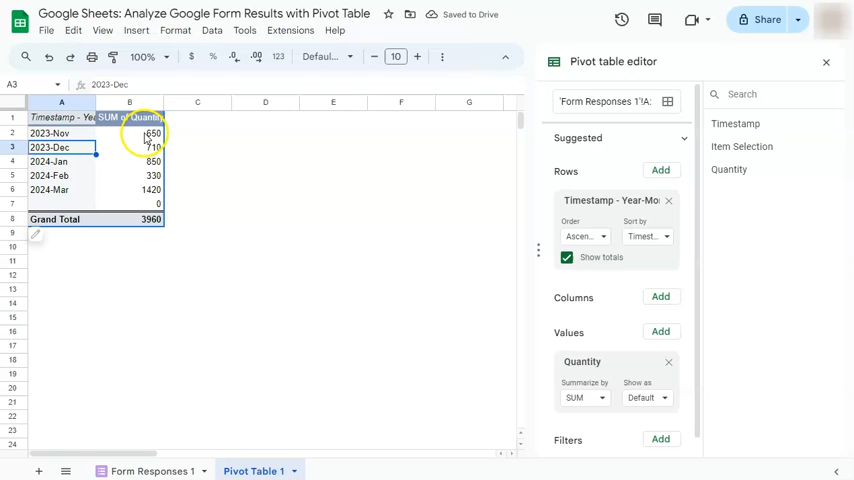 Google Sheets: Analyze Google Form Results with Pivot Table
Saved to Drive
File Edit View Insert Format Data Tools Extensions Help
Share
100%
$ % .0 .00 123 Defaul... 10
A3
fx 2023-Dec
A B C D E F G
1 Timestamp - Yea SUM of Quantity
2 2023-Nov 650
3 2023-Dec 710
4 2024-Jan 850
5 2024-Feb 330
6 2024-Mar 1420
7 0
8 Grand Total 3960
9
10
11
12
13
14
15
16
17
18
19
20
21
22
23
24
Pivot table editor
'Form Responses 1'!A:
Suggested
Rows
Add
Timestamp - Year-Mon
Order
Sort by
Ascen...
Timest...
Show totals
Columns
Add
Values
Add
Quantity
Summarize by
Show as
SUM
Default
Filters
Add
Search
Timestamp
Item Selection
Quantity
Form Responses 1
Pivot Table 1